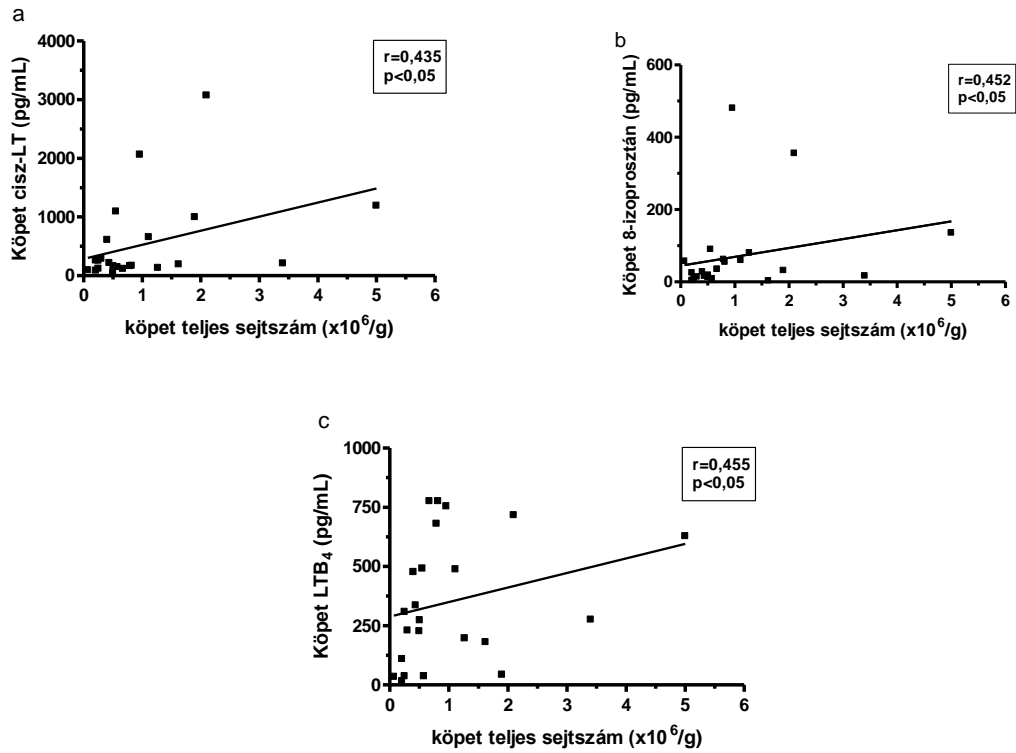 a
Köpet cisz-LT (pg/mL)
4000
3000
2000
1000
0
r=0,435
p<0,05
0 1 2 3 4 5 6
köpet teljes sejtszám (x10⁶/g)
b
Köpet 8-izoprosztán (pg/mL)
600
400
200
0
r=0,452
p<0,05
0 1 2 3 4 5 6
köpet teljes sejtszám (x10⁶/g)
c
Köpet LTB₄ (pg/mL)
1000
750
500
250
0
r=0,455
p<0,05
0 1 2 3 4 5 6
köpet teljes sejtszám (x10⁶/g)